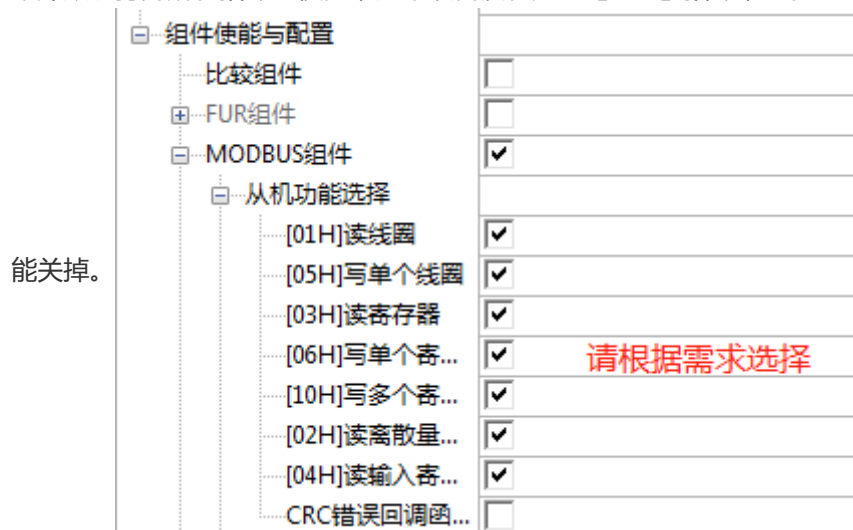 组件使能与配置
比较组件
FUR组件
MODBUS组件
从机功能选择
[01H]读线圈
[05H]写单个线圈
能关掉。
[03H]读寄存器
[06H]写单个寄... 请根据需求选择
[10H]写多个寄...
[02H]读离散量...
[04H]读输入寄...
CRC错误回调函...